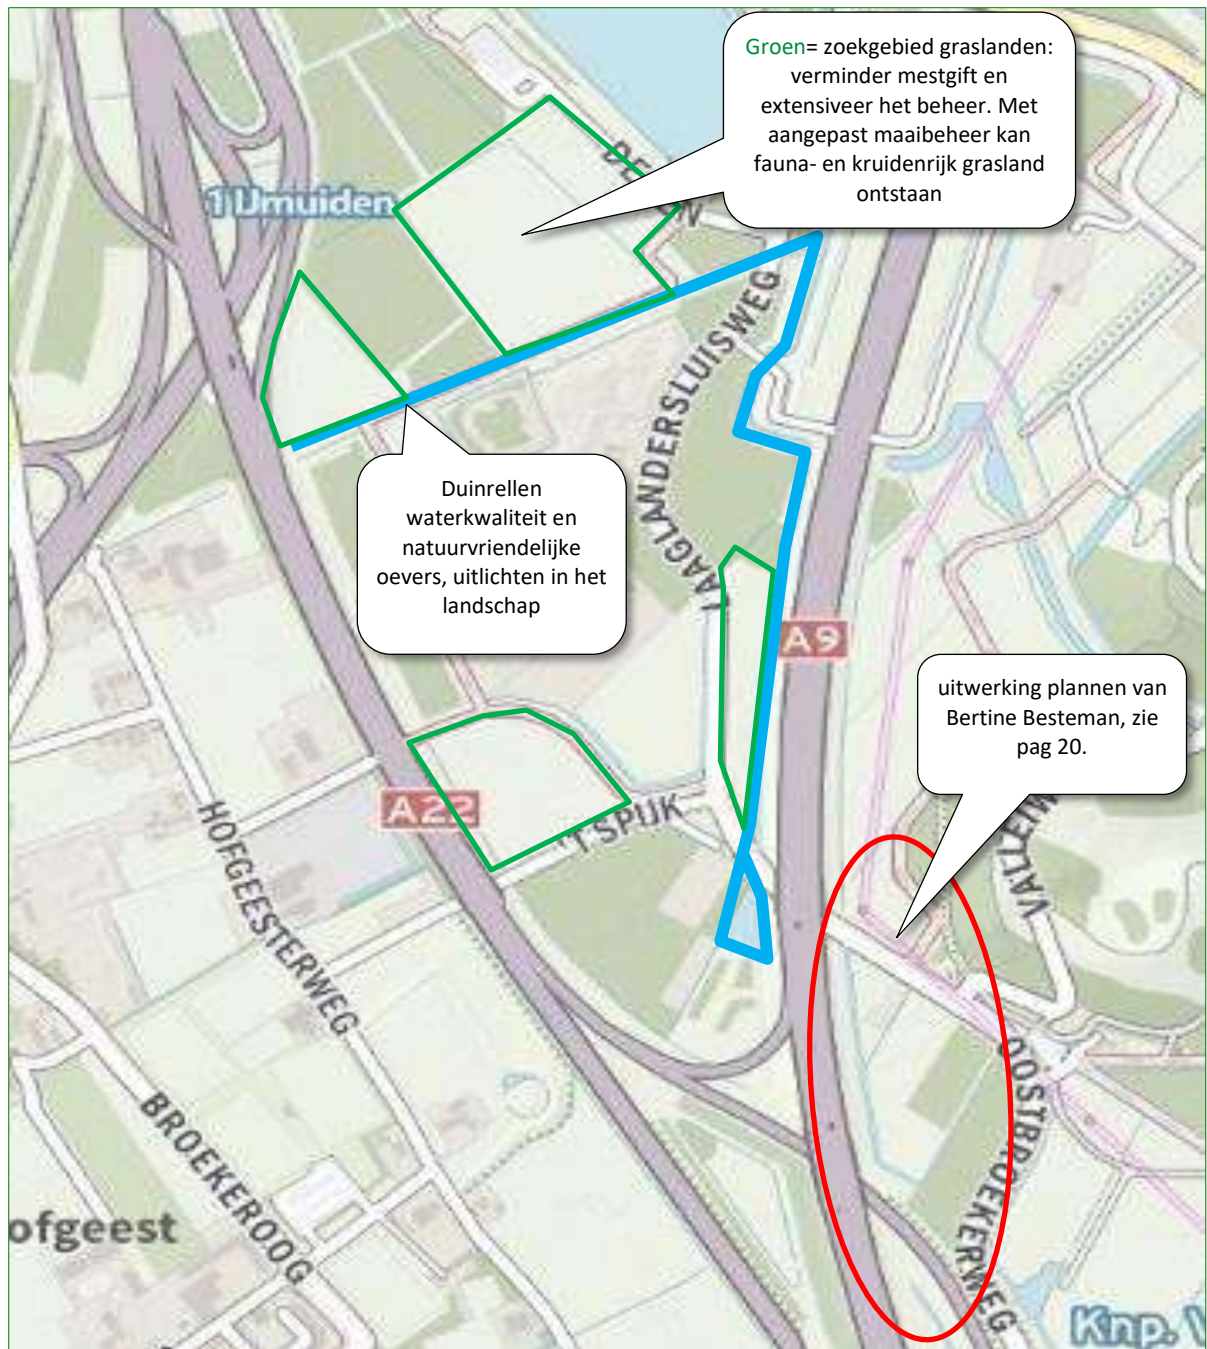 Groen= zoekgebied graslanden:
verminder mestgift en
extensiveer het beheer. Met
aangepast maaibeheer kan
fauna- en kruidenrijk grasland
ontstaan
1 IJmuiden
Duinrellen
waterkwaliteit en
natuurvriendelijke
oevers, uitlichten in het
landschap
LAAGLANDERSLUISWEG
A9
uitwerking plannen van
Bertine Besteman, zie
pag 20.
A22
'T SPIJK
HOFGEESTERWEG
BROEKEROOG
OOSTBROEKERWEG
ofgeest
Knp. V